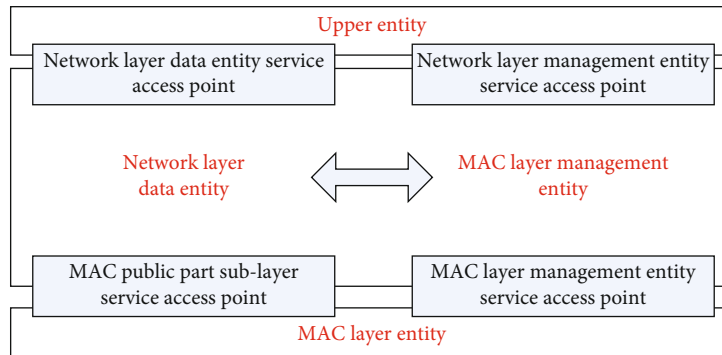 Upper entity
Network layer data entity service
access point
Network layer management entity
service access point
Network layer
data entity
MAC layer management
entity
MAC public part sub-layer
service access point
MAC layer management entity
service access point
MAC layer entity